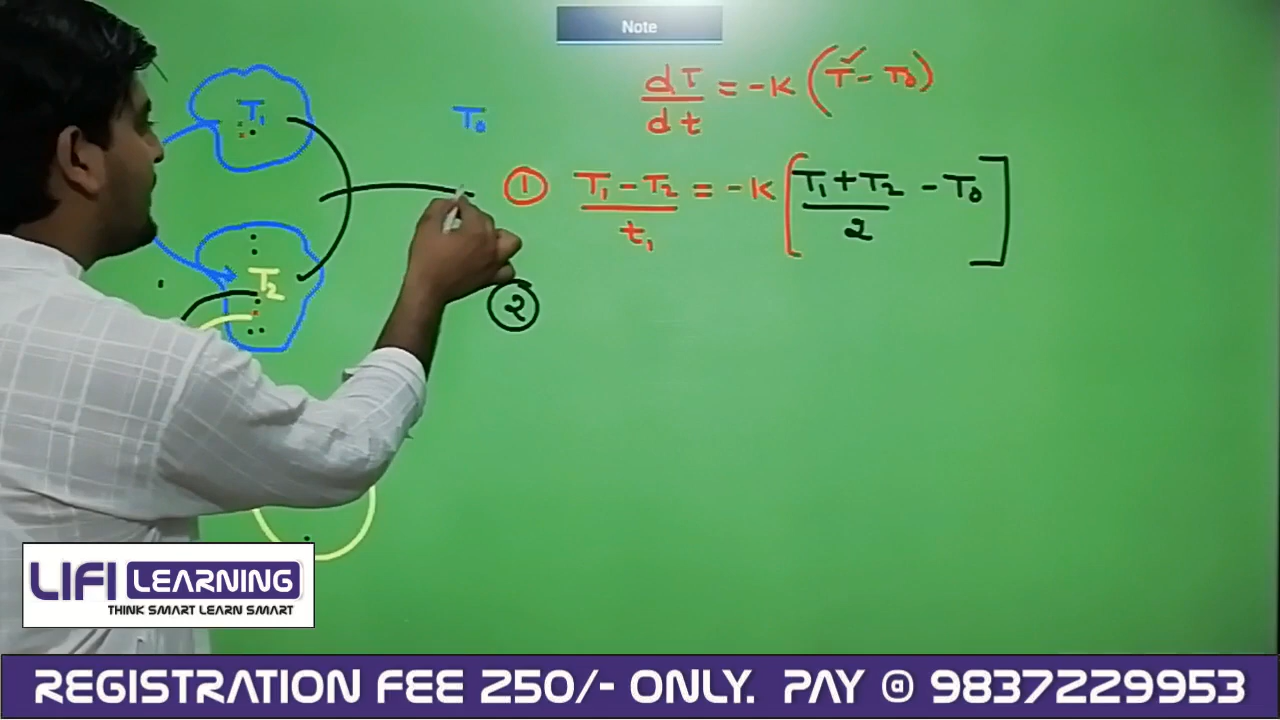 Note
dT/dt = -K (T - T₀)
T₁
T₀
① T₁ - T₂ / t₁ = -K [T₁ + T₂ / 2 - T₀]
T₂
②
LIFI LEARNING
THINK SMART LEARN SMART
REGISTRATION FEE 250/- ONLY. PAY @ 9837229953